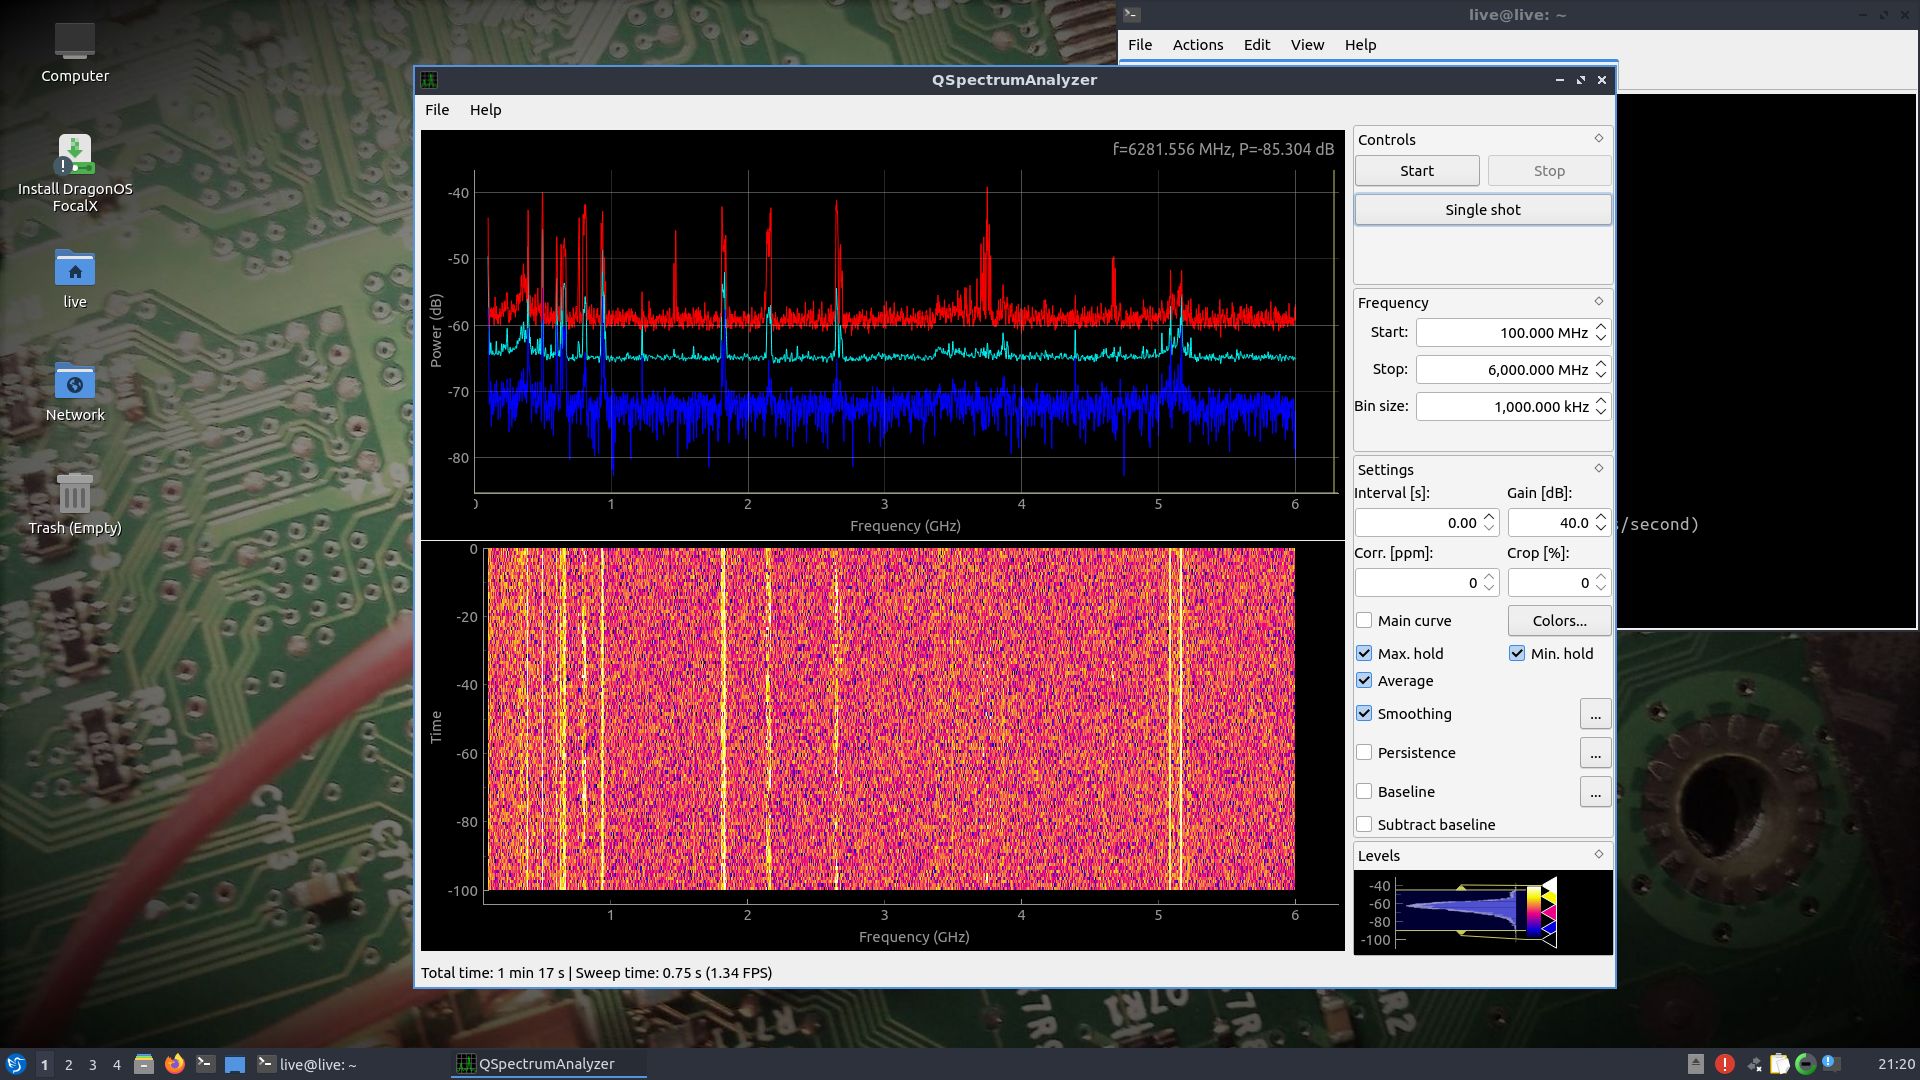 Computer
Install DragonOS
FocalX
live
Network
Trash (Empty)
live@live: ~
File Actions Edit View Help
QSpectrumAnalyzer
File Help
f=6281.556 MHz, P=-85.304 dB
-40
-50
-60
-70
-80
Power (dB)
1 2 3 4 5 6
Frequency (GHz)
0
-20
-40
-60
-80
-100
Time
1 2 3 4 5 6
Frequency (GHz)
Total time: 1 min 17 s | Sweep time: 0.75 s (1.34 FPS)
Controls
Start Stop
Single shot
Frequency
Start: 100.000 MHz
Stop: 6,000.000 MHz
Bin size: 1,000.000 kHz
Settings
Interval [s]: Gain [dB]:
0.00 40.0
Corr. [ppm]: Crop [%]:
0 0
Main curve Colors...
Max. hold Min. hold
Average
Smoothing ...
Persistence ...
Baseline ...
Subtract baseline
Levels
-40
-60
-80
-100
/second)
1 2 3 4 live@live: ~ QSpectrumAnalyzer 21:20